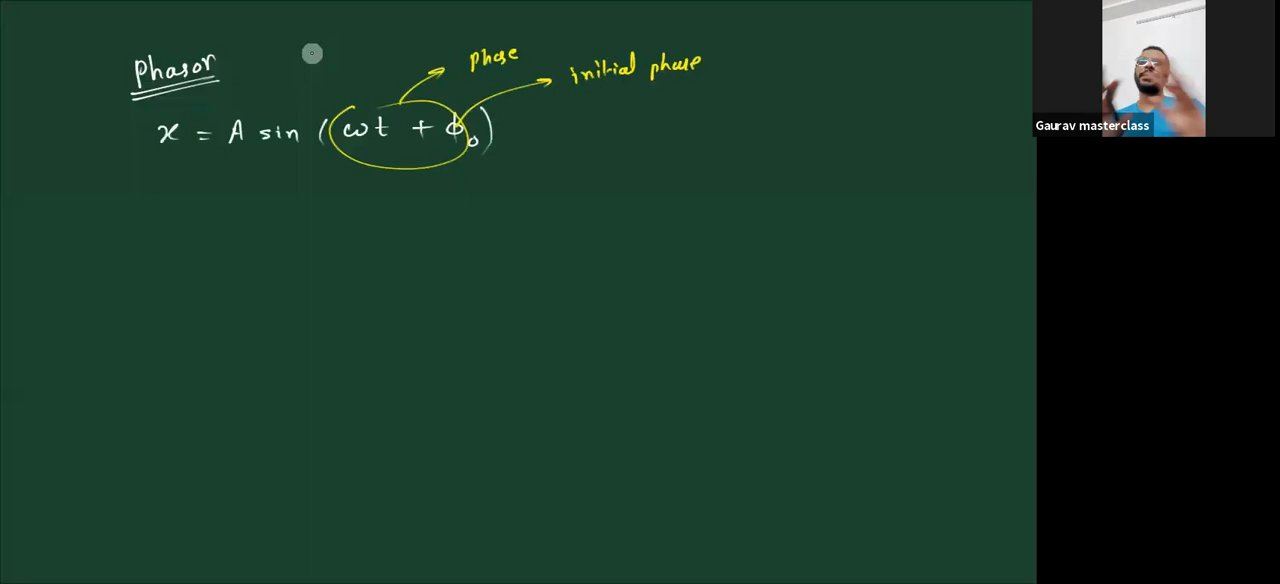 Phasor
phase
initial phase
x = A sin (ωt + ϕ₀)
Gaurav masterclass